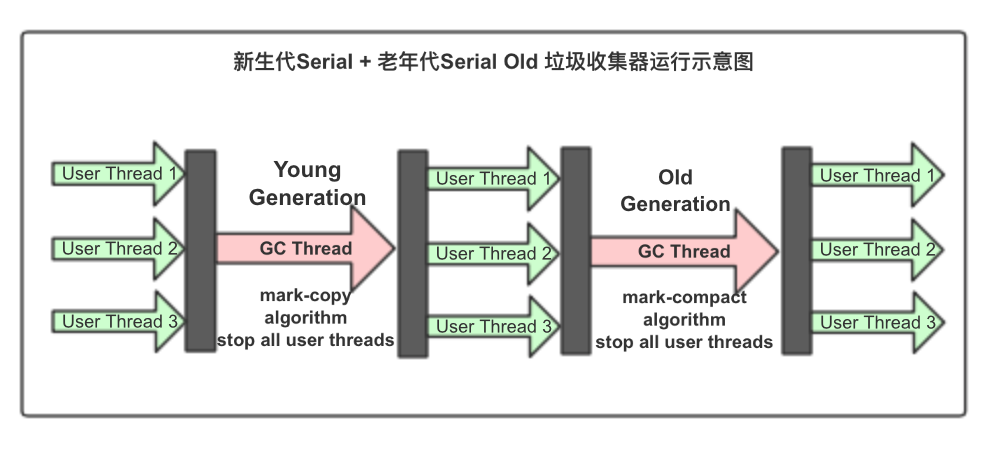 新生代Serial + 老年代Serial Old 垃圾收集器运行示意图
User Thread 1
User Thread 2
User Thread 3
Young
Generation
GC Thread
mark-copy
algorithm
stop all user threads
User Thread 1
User Thread 2
User Thread 3
Old
Generation
GC Thread
mark-compact
algorithm
stop all user threads
User Thread 1
User Thread 2
User Thread 3